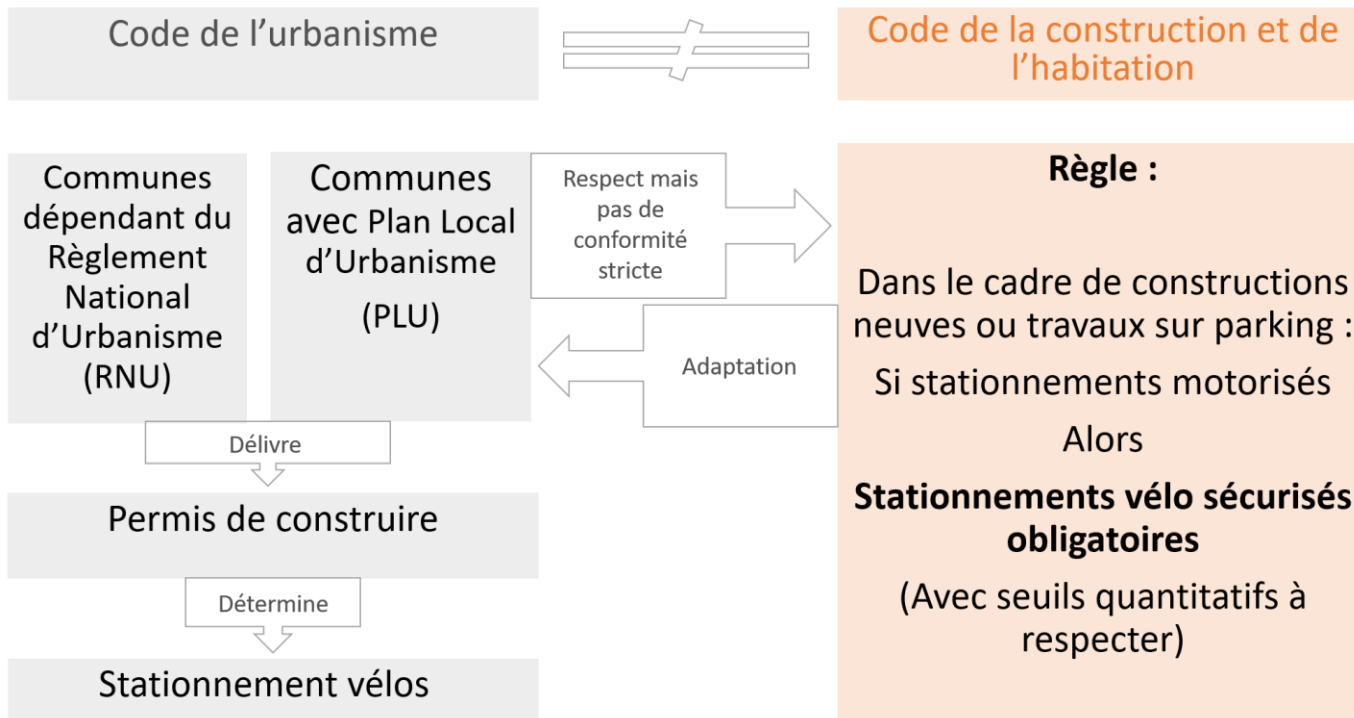 Code de l’urbanisme
Code de la construction et de
l’habitation
Communes
dépendant du
Règlement
National
d’Urbanisme
(RNU)
Communes
avec Plan Local
d’Urbanisme
(PLU)
Respect mais
pas de
conformité
stricte
Adaptation
Délivre
Permis de construire
Détermine
Stationnement vélos
Règle :
Dans le cadre de constructions
neuves ou travaux sur parking :
Si stationnements motorisés
Alors
Stationnements vélo sécurisés
obligatoires
(Avec seuils quantitatifs à
respecter)